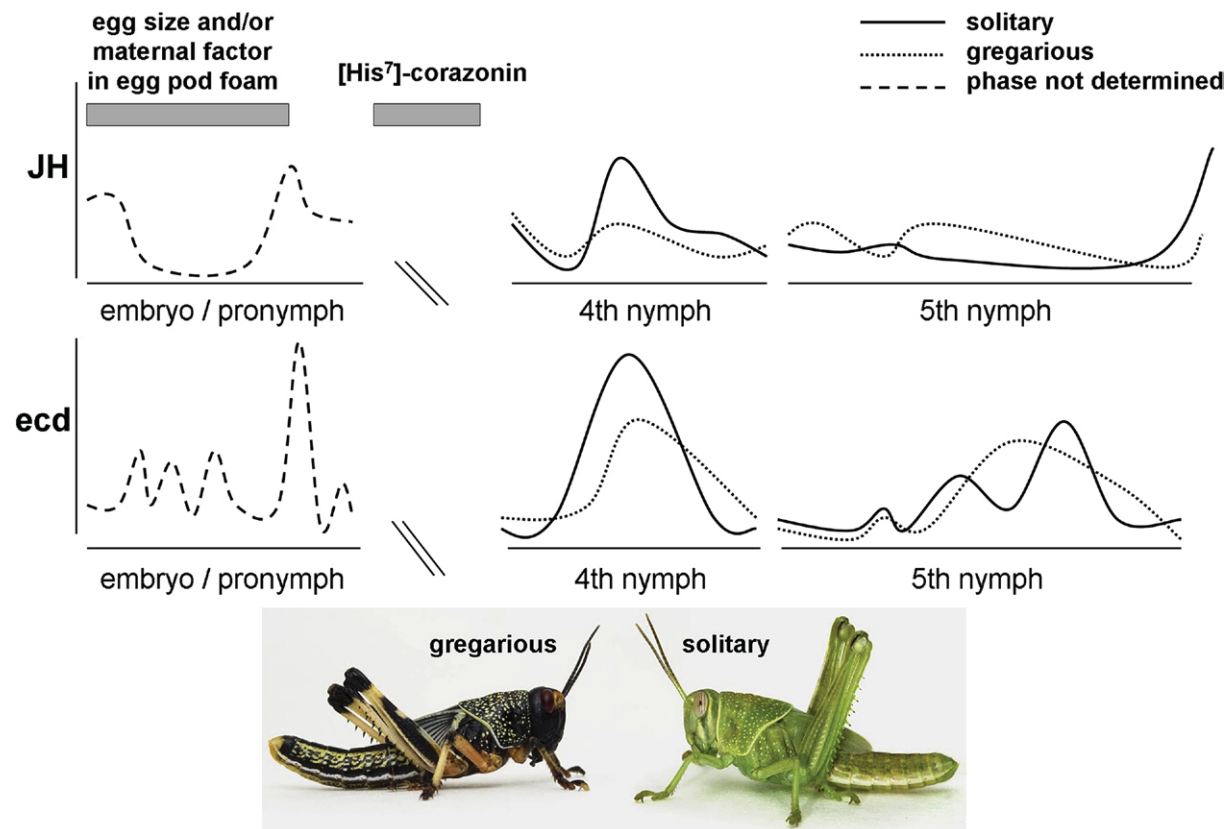 egg size and/or
maternal factor
in egg pod foam
[His⁷]-corazonin
solitary
gregarious
phase not determined
JH
embryo / pronymph
4th nymph
5th nymph
ecd
embryo / pronymph
4th nymph
5th nymph
gregarious
solitary